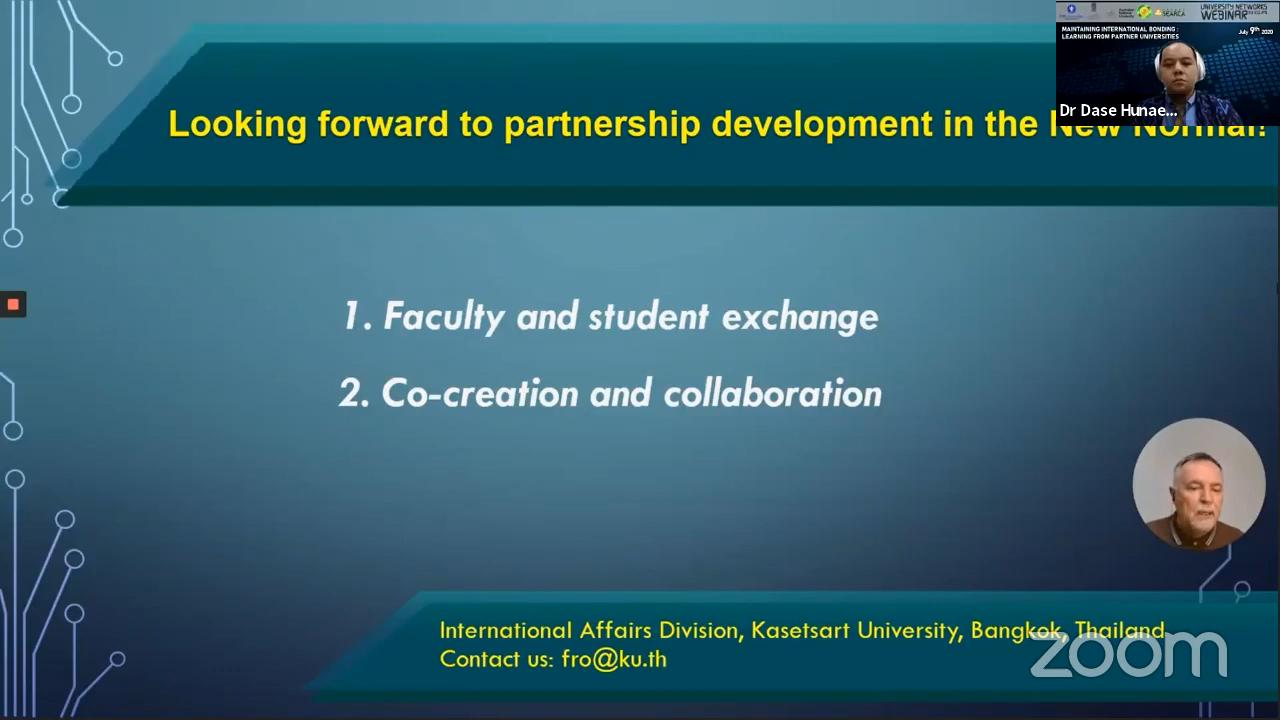 UNIVERSITY NETWORKS
SEARCA
WEBINAR
MAINTAINING INTERNATIONAL BONDING :
LEARNING FROM PARTNER UNIVERSITIES
July 9th 2020
Dr Dase Hunae...
Looking forward to partnership development in the New Normal!
1. Faculty and student exchange
2. Co-creation and collaboration
International Affairs Division, Kasetsart University, Bangkok, Thailand
Contact us: fro@ku.th
zoom